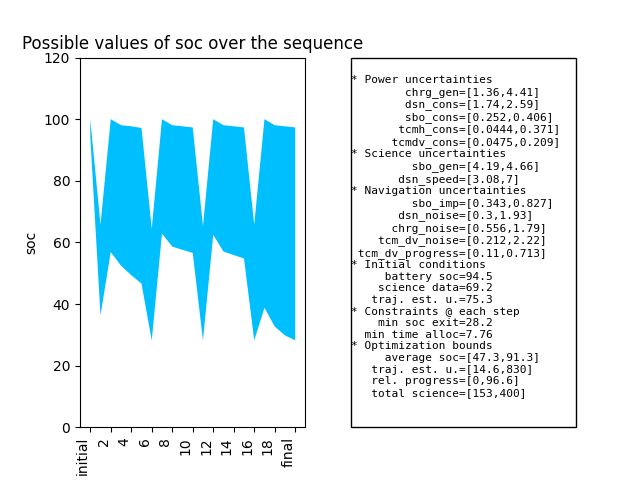 Possible values of soc over the sequence
120
100
80
60
40
20
0
soc
initial
2
4
6
8
10
12
14
16
18
final
* Power uncertainties
chrg_gen=[1.36,4.41]
dsn_cons=[1.74,2.59]
sbo_cons=[0.252,0.406]
tcmh_cons=[0.0444,0.371]
tcmdv_cons=[0.0475,0.209]
* Science uncertainties
sbo_gen=[4.19,4.66]
dsn_speed=[3.08,7]
* Navigation uncertainties
sbo_imp=[0.343,0.827]
dsn_noise=[0.3,1.93]
chrg_noise=[0.556,1.79]
tcm_dv_noise=[0.212,2.22]
tcm_dv_progress=[0.11,0.713]
* Initial conditions
battery soc=94.5
science data=69.2
traj. est. u.=75.3
* Constraints @ each step
min soc exit=28.2
min time alloc=7.76
* Optimization bounds
average soc=[47.3,91.3]
traj. est. u.=[14.6,830]
rel. progress=[0,96.6]
total science=[153,400]